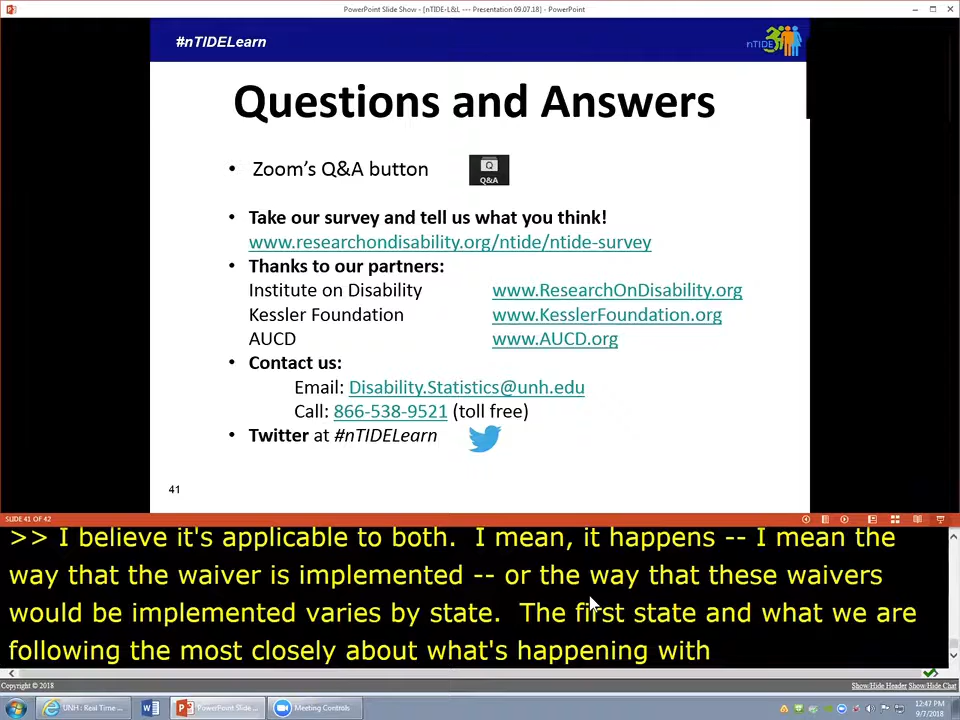 PowerPoint Slide Show - [nTIDE-L&L --- Presentation 09.07.18] - PowerPoint
#nTIDELearn
nTIDE
Questions and Answers
• Zoom's Q&A button
Q
Q&A
• Take our survey and tell us what you think!
www.researchondisability.org/ntide/ntide-survey
• Thanks to our partners:
Institute on Disability www.ResearchOnDisability.org
Kessler Foundation www.KesslerFoundation.org
AUCD www.AUCD.org
• Contact us:
Email: Disability.Statistics@unh.edu
Call: 866-538-9521 (toll free)
• Twitter at #nTIDELearn
41
SLIDE 41 OF 42
>> I believe it's applicable to both.  I mean, it happens -- I mean the
way that the waiver is implemented -- or the way that these waivers
would be implemented varies by state.  The first state and what we are
following the most closely about what's happening with
Copyright © 2018 Show/Hide Header Show/Hide Chat
UNH : Real Time ... PowerPoint Slide ... Meeting Controls
12:47 PM
9/7/2018